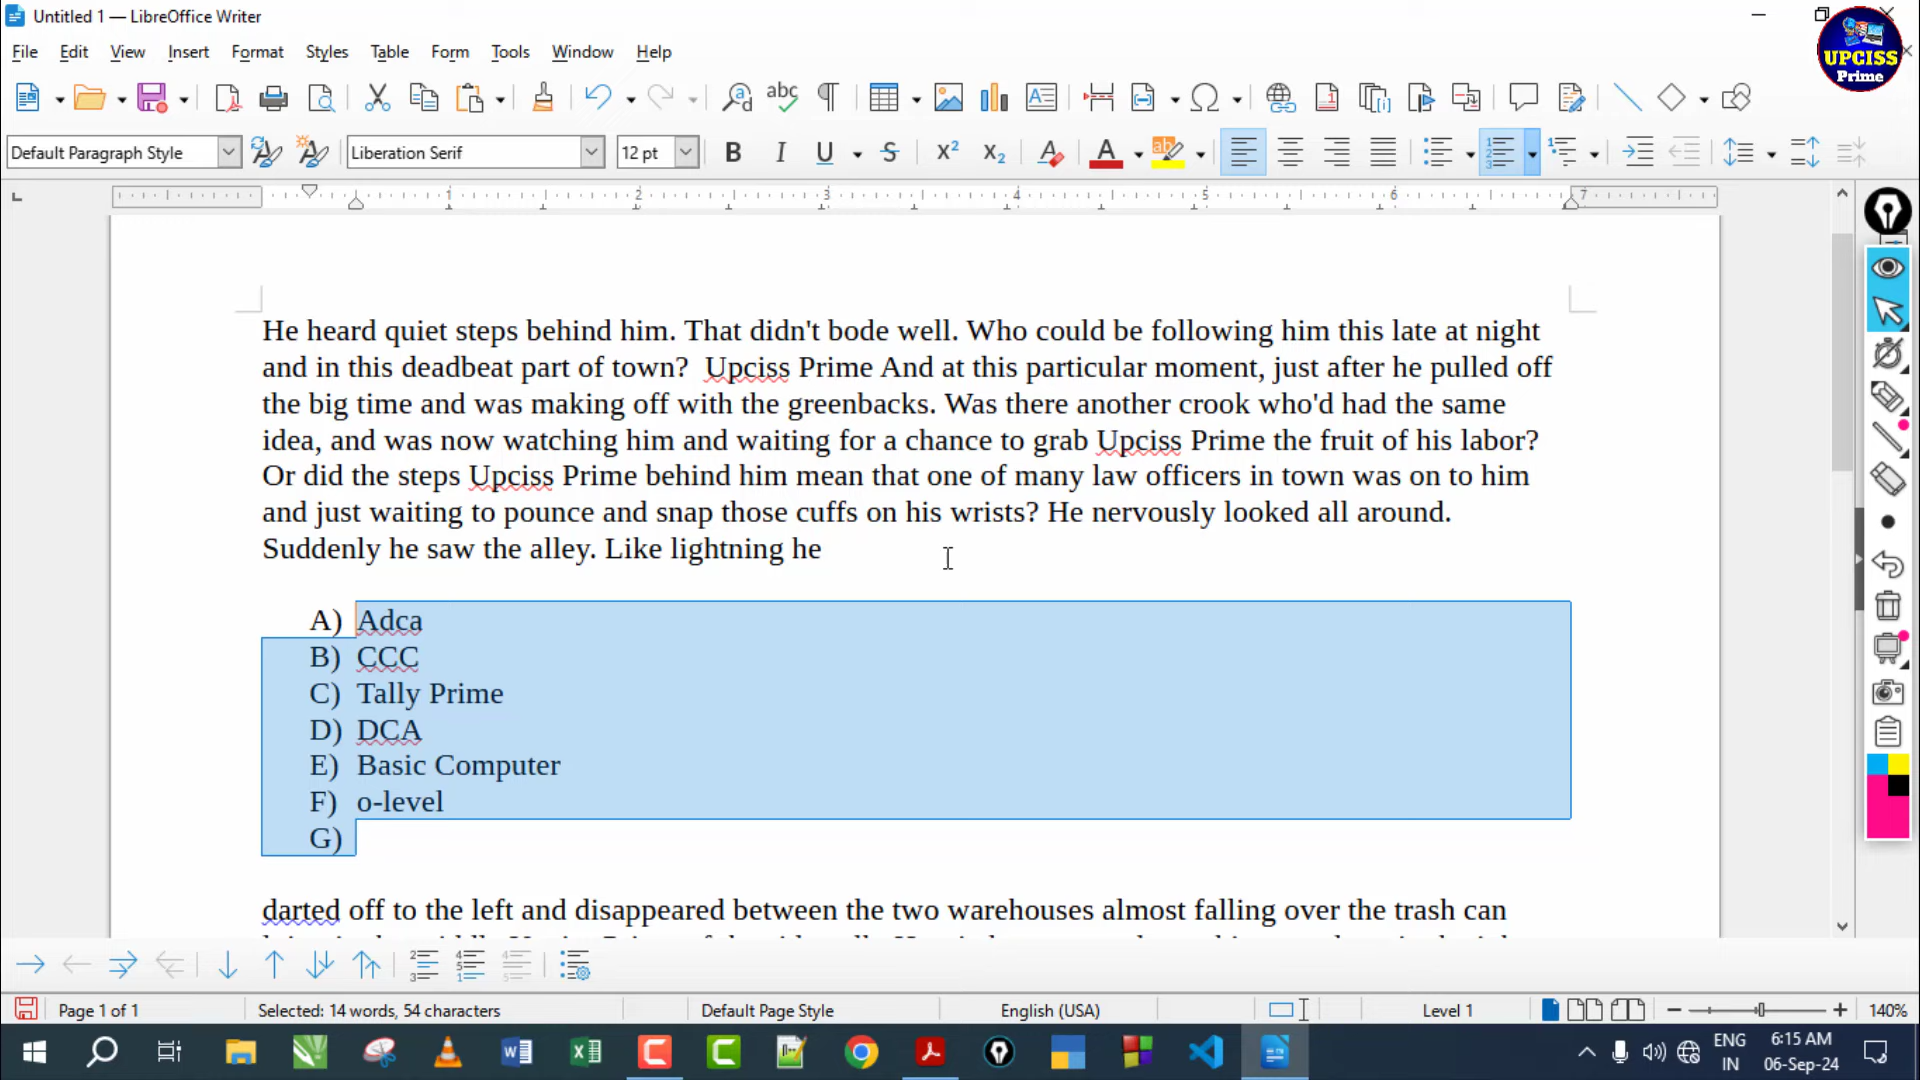 Untitled 1 — LibreOffice Writer
UPCISS
Prime
File Edit View Insert Format Styles Table Form Tools Window Help
Default Paragraph Style Liberation Serif 12 pt
1 2 3 4 5 6 7
He heard quiet steps behind him. That didn't bode well. Who could be following him this late at night
and in this deadbeat part of town?  Upciss Prime And at this particular moment, just after he pulled off
the big time and was making off with the greenbacks. Was there another crook who'd had the same
idea, and was now watching him and waiting for a chance to grab Upciss Prime the fruit of his labor?
Or did the steps Upciss Prime behind him mean that one of many law officers in town was on to him
and just waiting to pounce and snap those cuffs on his wrists? He nervously looked all around.
Suddenly he saw the alley. Like lightning he
A) Adca
B) CCC
C) Tally Prime
D) DCA
E) Basic Computer
F) o-level
G)
darted off to the left and disappeared between the two warehouses almost falling over the trash can
Page 1 of 1 Selected: 14 words, 54 characters Default Page Style English (USA) Level 1 140%
ENG 6:15 AM
IN 06-Sep-24